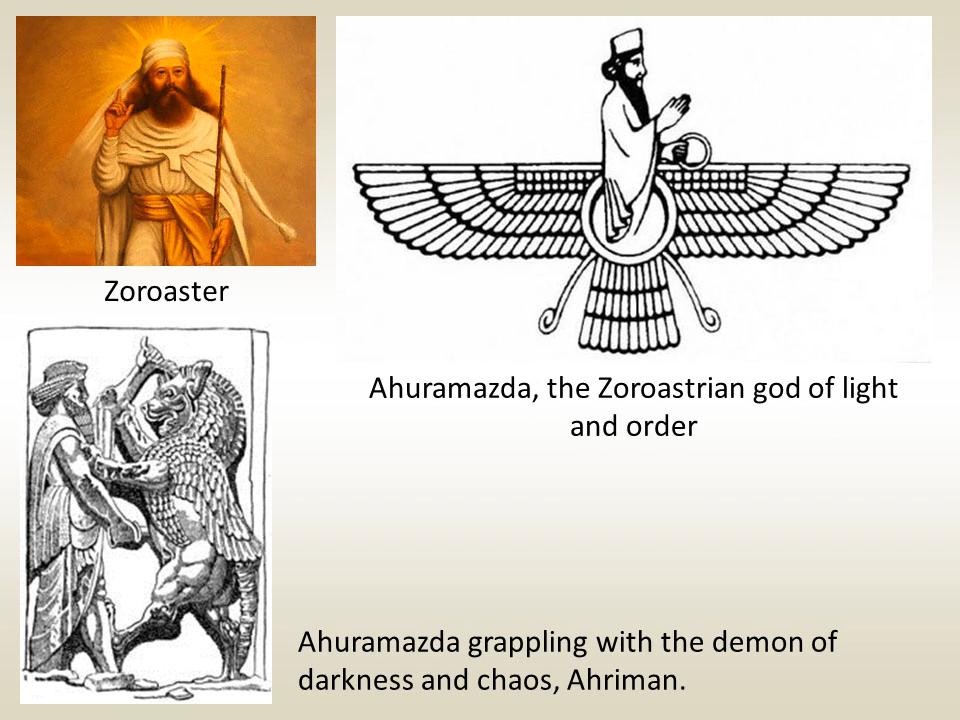 Zoroaster
Ahuramazda, the Zoroastrian god of light
and order
Ahuramazda grappling with the demon of
darkness and chaos, Ahriman.